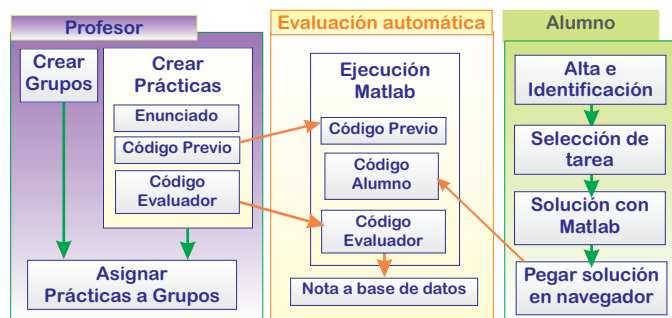 Profesor
Crear
Grupos
Crear
Prácticas
Enunciado
Código Previo
Código
Evaluador
Asignar
Prácticas a Grupos
Evaluación automática
Ejecución
Matlab
Código Previo
Código
Alumno
Código
Evaluador
Nota a base de datos
Alumno
Alta e
Identificación
Selección de
tarea
Solución con
Matlab
Pegar solución
en navegador